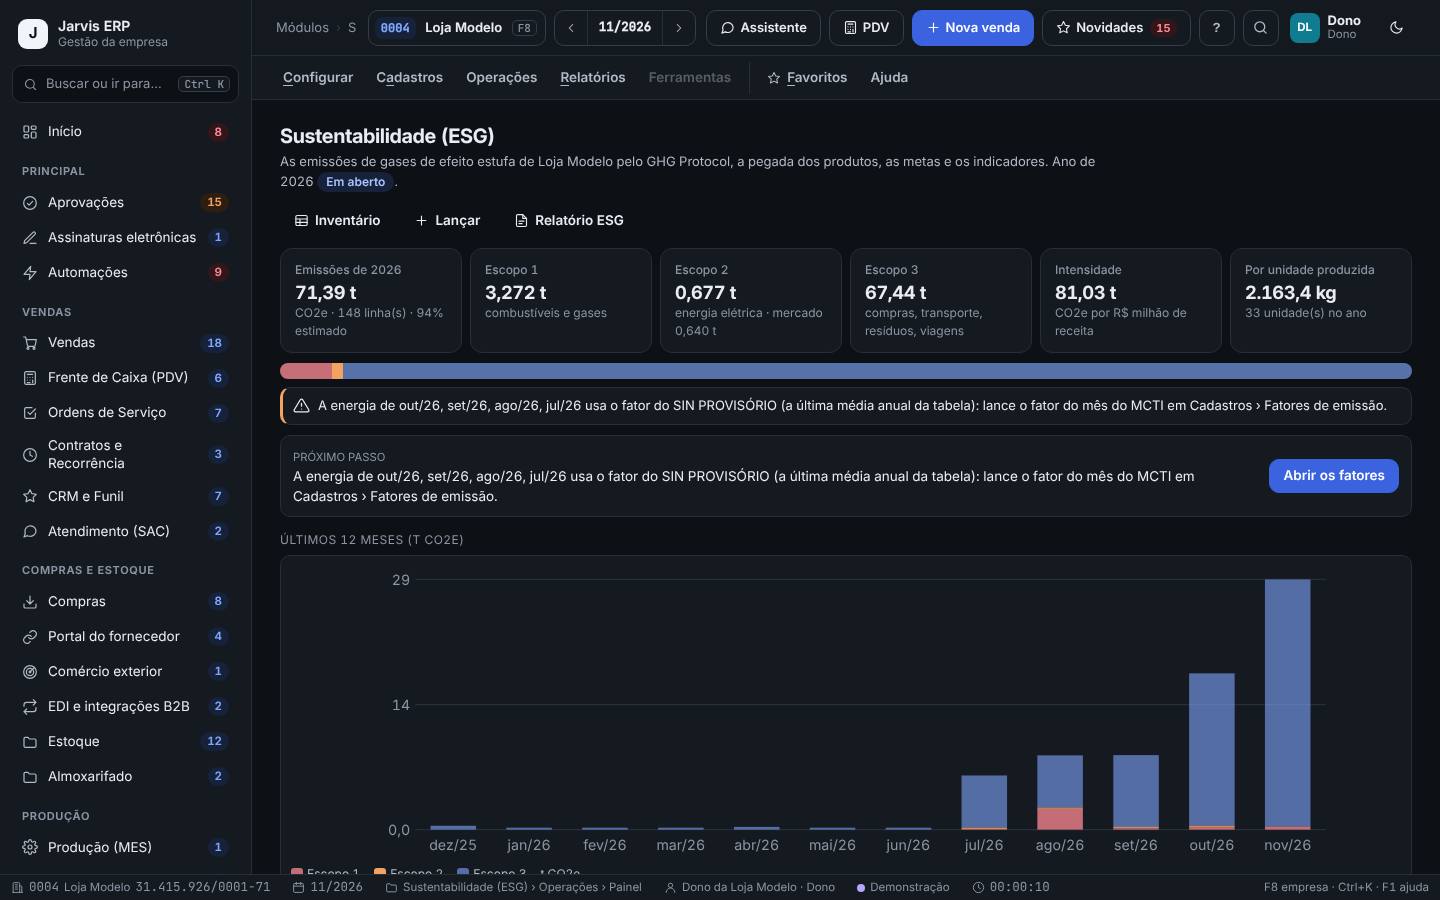 J
Jarvis ERP
Gestão da empresa
Buscar ou ir para... Ctrl K
Início 8
PRINCIPAL
Aprovações 15
Assinaturas eletrônicas 1
Automações 9
VENDAS
Vendas 18
Frente de Caixa (PDV) 6
Ordens de Serviço 7
Contratos e
Recorrência 3
CRM e Funil 7
Atendimento (SAC) 2
COMPRAS E ESTOQUE
Compras 8
Portal do fornecedor 4
Comércio exterior 1
EDI e integrações B2B 2
Estoque 12
Almoxarifado 2
PRODUÇÃO
Produção (MES) 1
Módulos › S 0004 Loja Modelo F8 ‹ 11/2026 › Assistente PDV + Nova venda Novidades 15 ? DL Dono
Dono
Configurar Cadastros Operações Relatórios Ferramentas Favoritos Ajuda
Sustentabilidade (ESG)
As emissões de gases de efeito estufa de Loja Modelo pelo GHG Protocol, a pegada dos produtos, as metas e os indicadores. Ano de
2026 Em aberto .
Inventário + Lançar Relatório ESG
Emissões de 2026
71,39 t
CO2e · 148 linha(s) · 94%
estimado
Escopo 1
3,272 t
combustíveis e gases
Escopo 2
0,677 t
energia elétrica · mercado
0,640 t
Escopo 3
67,44 t
compras, transporte,
resíduos, viagens
Intensidade
81,03 t
CO2e por R$ milhão de
receita
Por unidade produzida
2.163,4 kg
33 unidade(s) no ano
A energia de out/26, set/26, ago/26, jul/26 usa o fator do SIN PROVISÓRIO (a última média anual da tabela): lance o fator do mês do MCTI em Cadastros › Fatores de emissão.
PRÓXIMO PASSO
A energia de out/26, set/26, ago/26, jul/26 usa o fator do SIN PROVISÓRIO (a última média anual da tabela): lance o fator do mês do MCTI em
Cadastros › Fatores de emissão.
Abrir os fatores
ÚLTIMOS 12 MESES (T CO2E)
29
14
0,0
dez/25 jan/26 fev/26 mar/26 abr/26 mai/26 jun/26 jul/26 ago/26 set/26 out/26 nov/26
Escopo 1 Escopo 2 Escopo 3 t CO2e
0004 Loja Modelo 31.415.926/0001-71 11/2026 Sustentabilidade (ESG) › Operações › Painel Dono da Loja Modelo · Dono Demonstração 00:00:10 F8 empresa · Ctrl+K · F1 ajuda